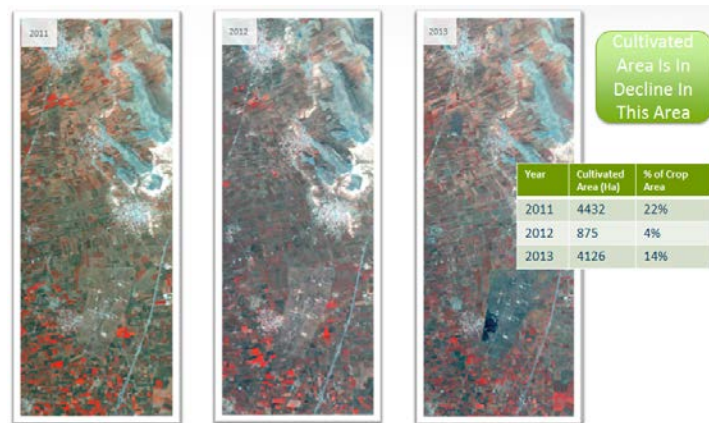 2011
2012
2013
Cultivated
Area Is In
Decline In
This Area
Year Cultivated Area (Ha) % of Crop Area
2011 4432 22%
2012 875 4%
2013 4126 14%